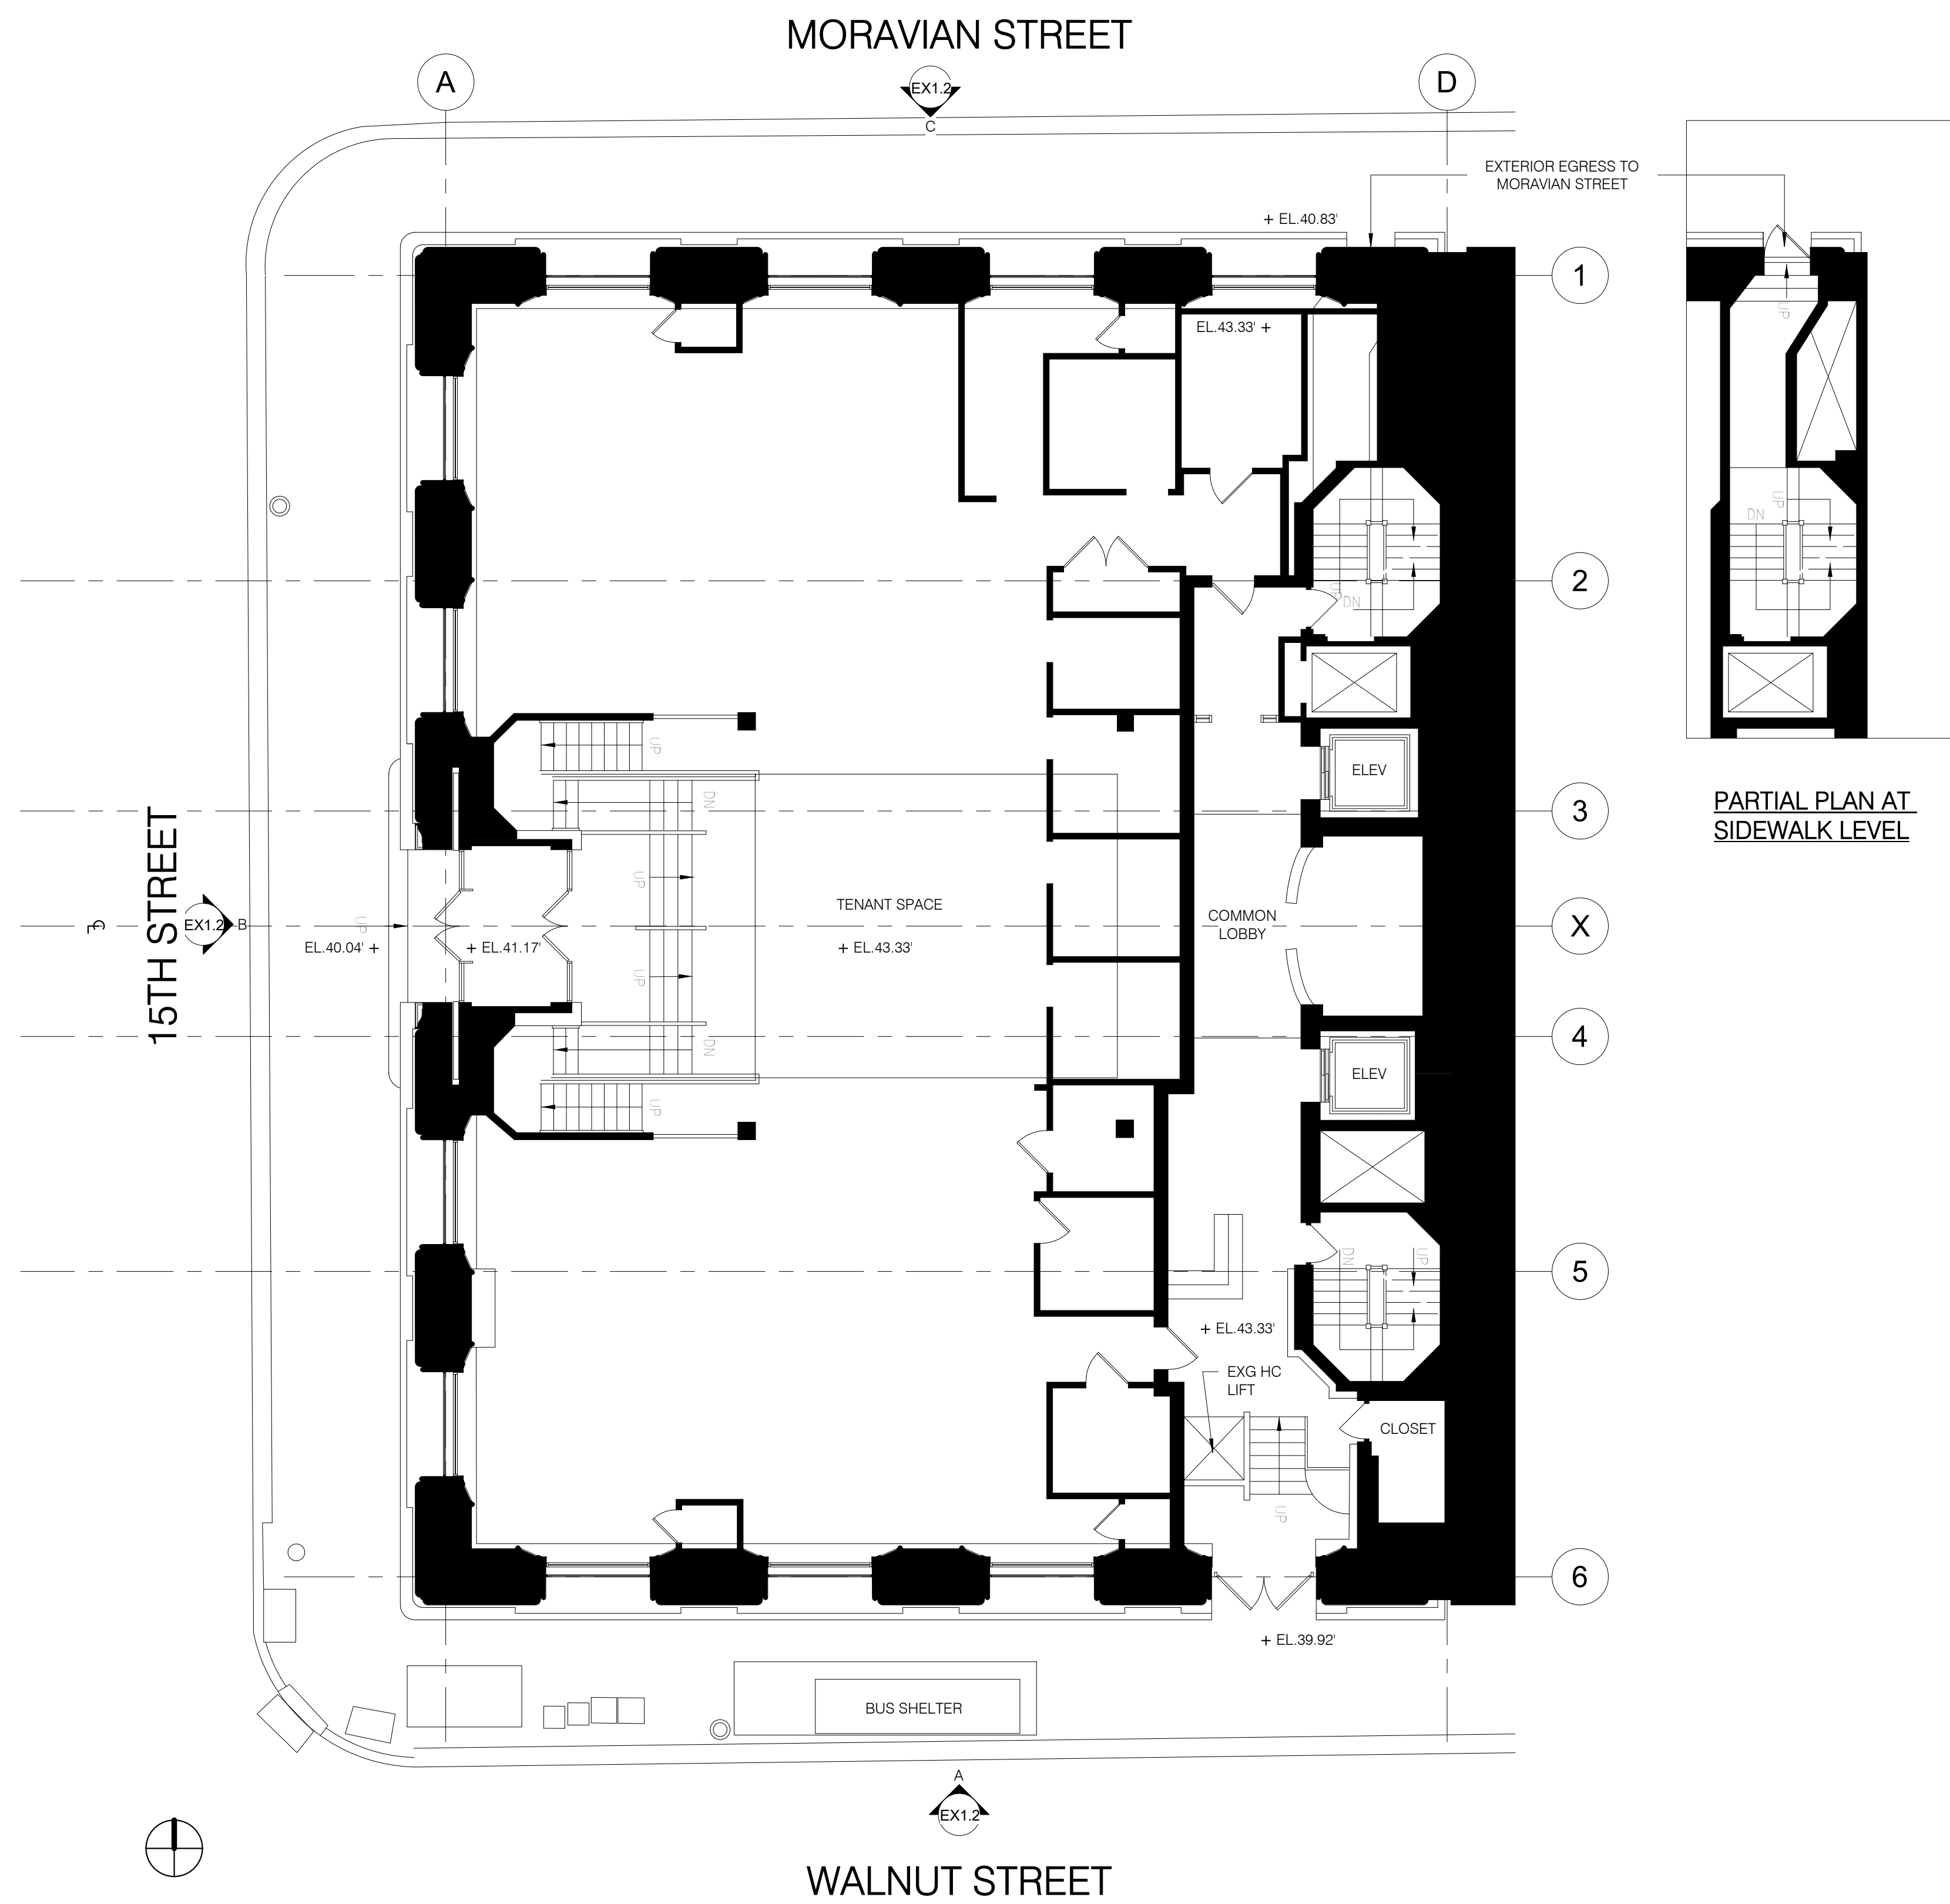 MORAVIAN STREET
A
EX1.2
C
D
EXTERIOR EGRESS TO
MORAVIAN STREET
+ EL.40.83'
1
EL.43.33' +
UP
UP
DN
2
UP
DN
UP
ELEV
DN
3
PARTIAL PLAN AT
SIDEWALK LEVEL
UP
15TH STREET
TENANT SPACE
COMMON
LOBBY
UP
EX1.2
B
X
EL.40.04' +
+ EL.41.17'
+ EL.43.33'
UP
4
DN
ELEV
UP
DN
UP
5
+ EL.43.33'
EXG HC
LIFT
CLOSET
UP
6
+ EL.39.92'
BUS SHELTER
A
EX1.2
WALNUT STREET